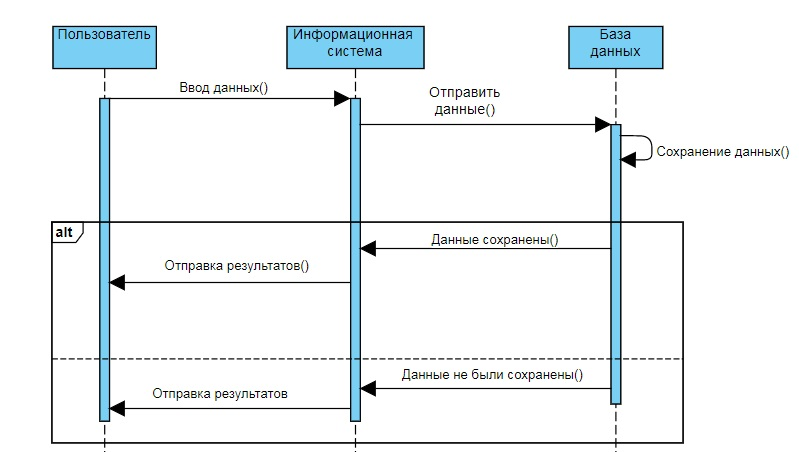 Пользователь
Информационная
система
База
данных
Ввод данных()
Отправить
данные()
Сохранение данных()
alt
Данные сохранены()
Отправка результатов()
Данные не были сохранены()
Отправка результатов